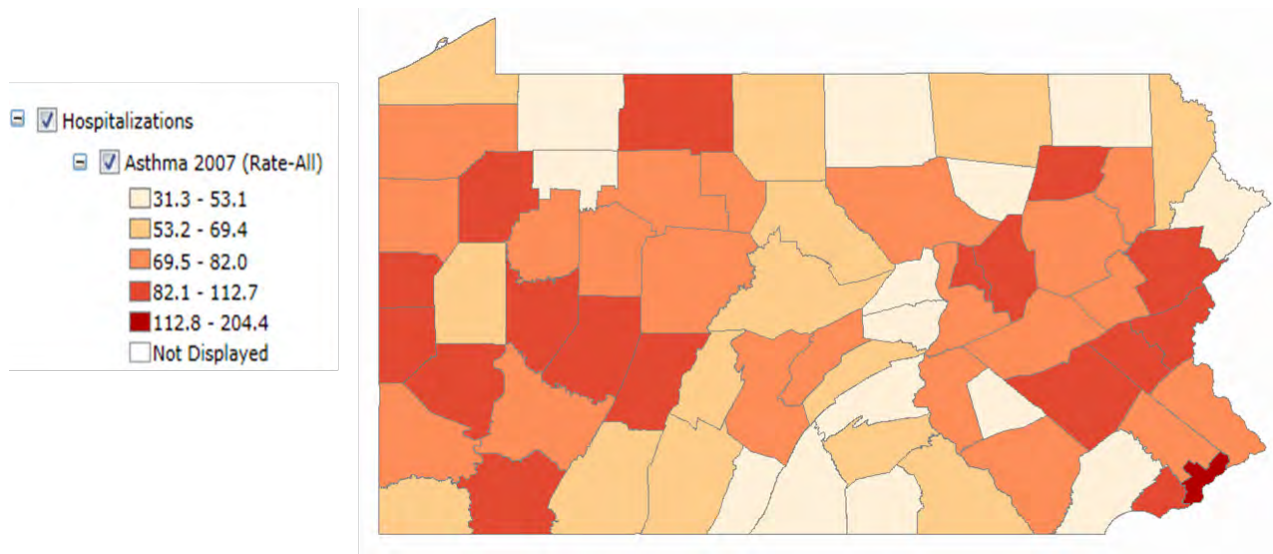 Hospitalizations
Asthma 2007 (Rate-All)
31.3 - 53.1
53.2 - 69.4
69.5 - 82.0
82.1 - 112.7
112.8 - 204.4
Not Displayed